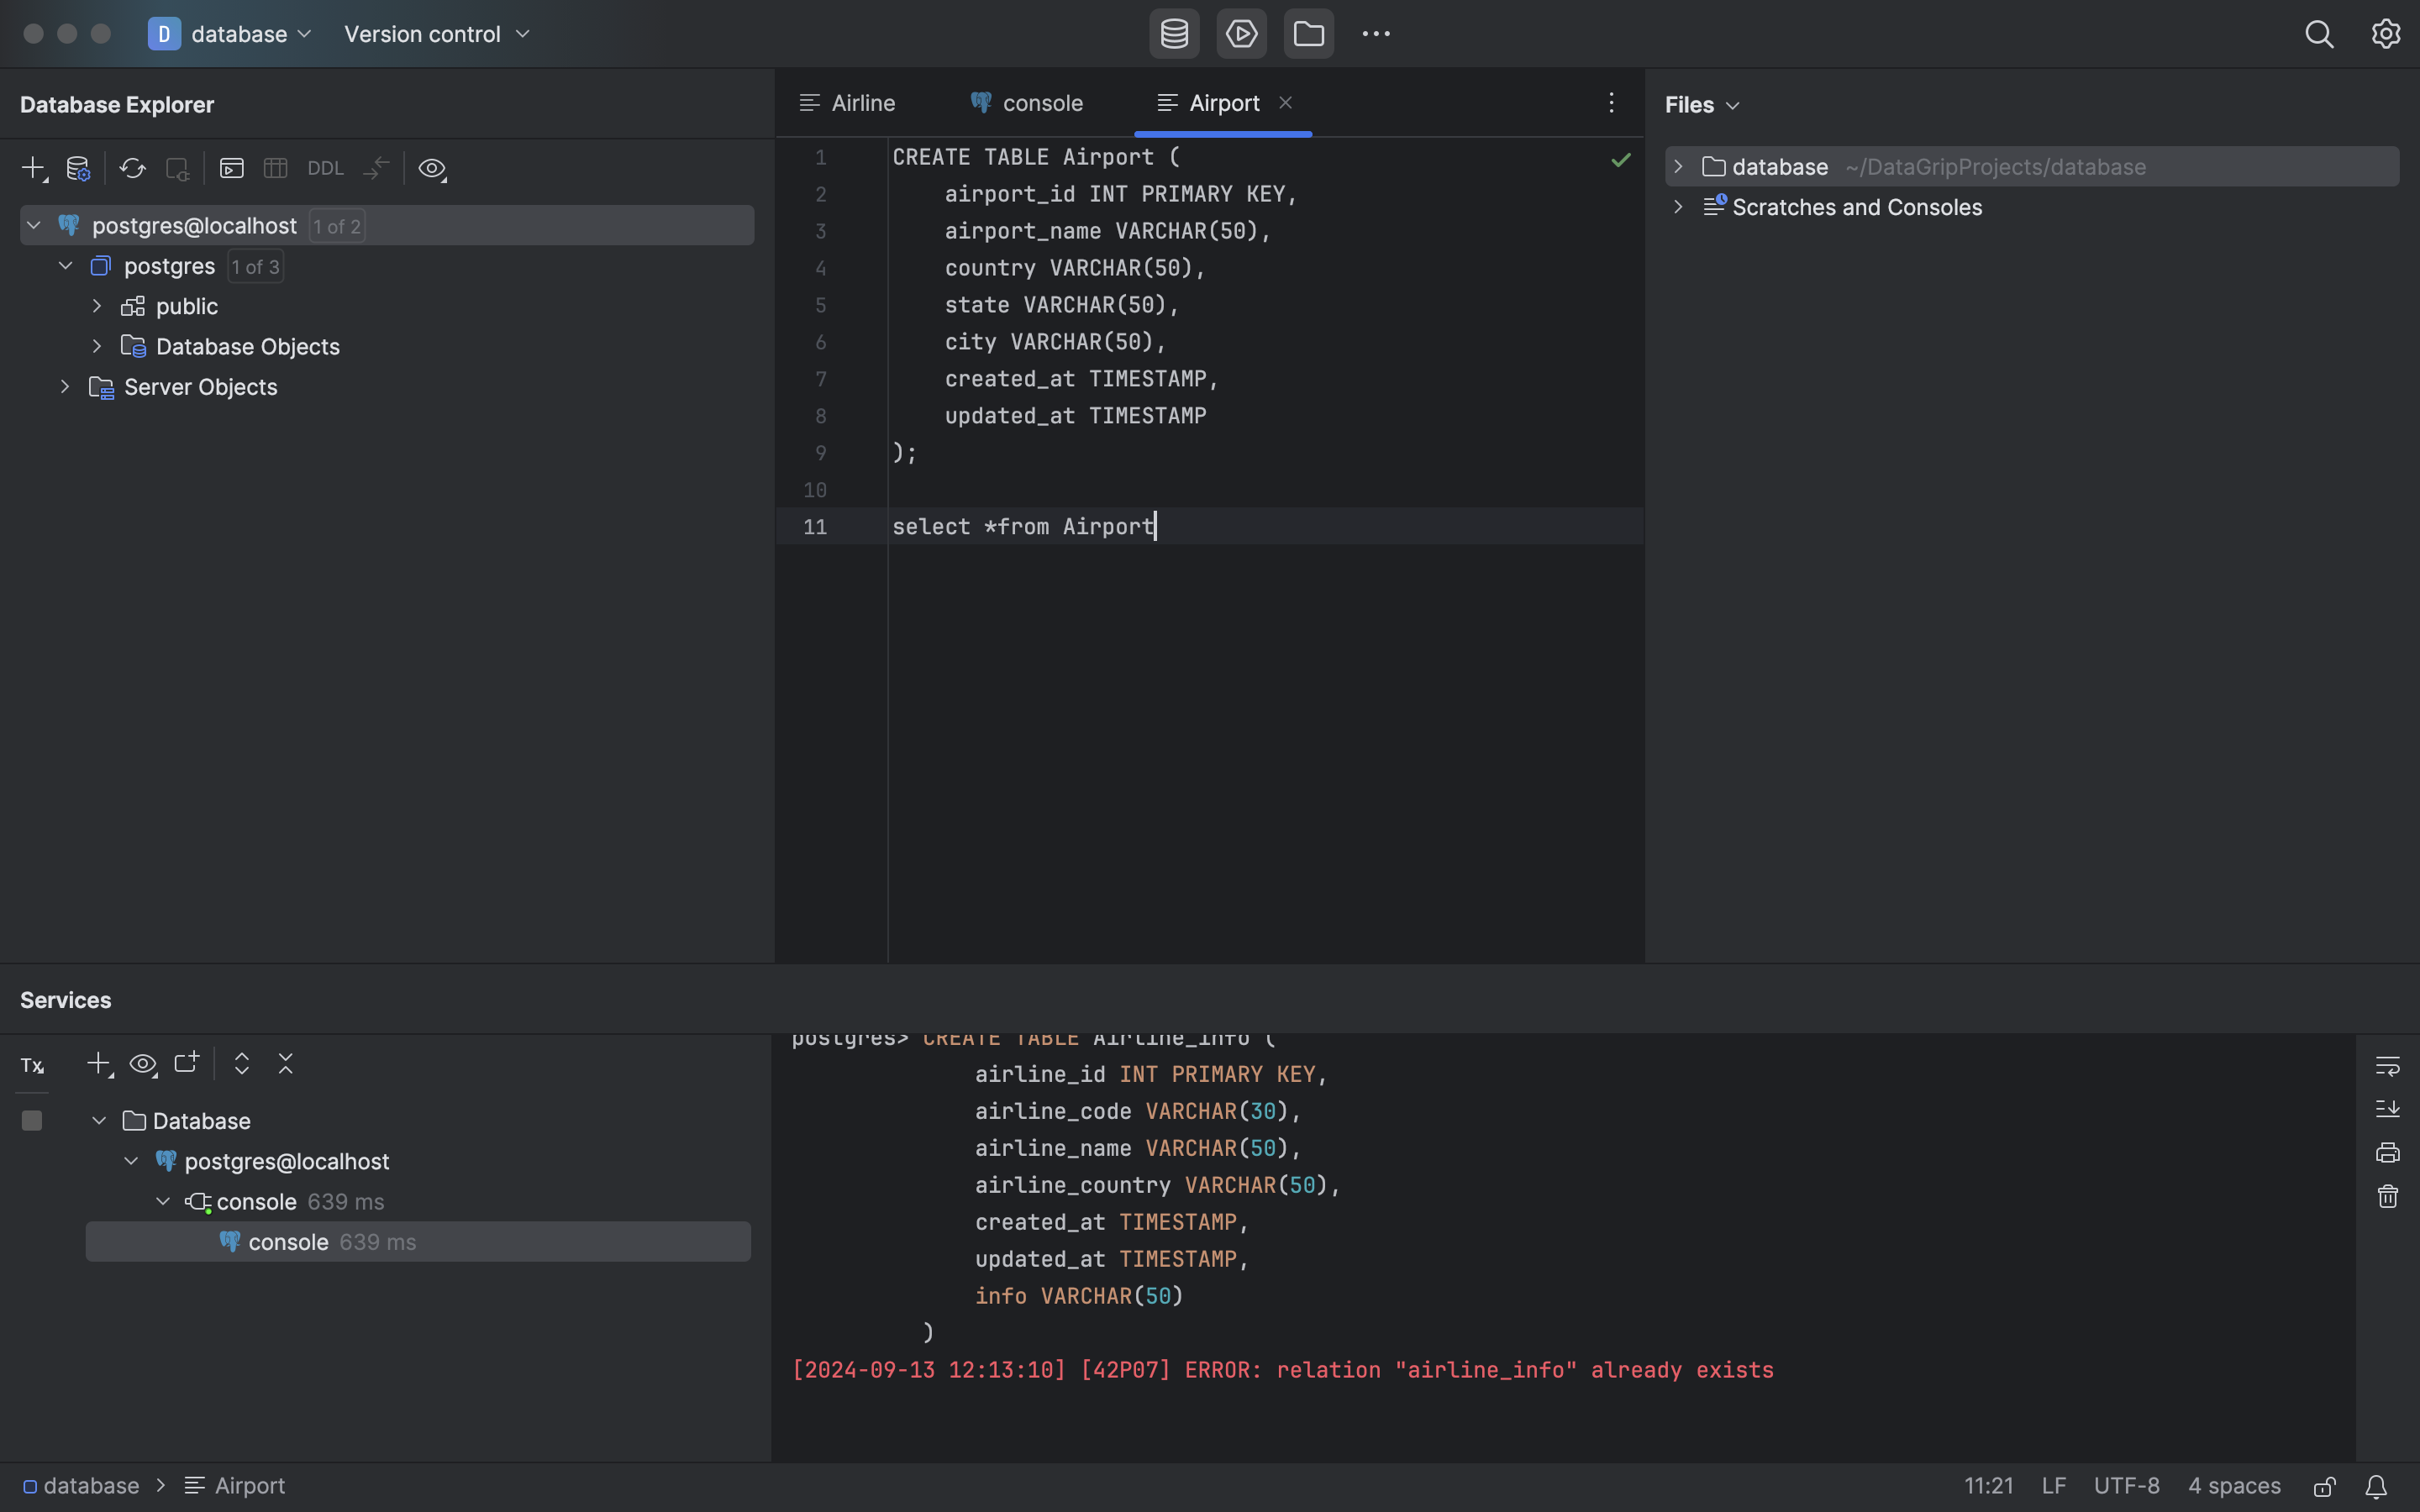 D database Version control
Database Explorer
DDL
postgres@localhost 1 of 2
postgres 1 of 3
public
Database Objects
Server Objects
Airline console Airport
1 CREATE TABLE Airport (
2 airport_id INT PRIMARY KEY,
3 airport_name VARCHAR(50),
4 country VARCHAR(50),
5 state VARCHAR(50),
6 city VARCHAR(50),
7 created_at TIMESTAMP,
8 updated_at TIMESTAMP
9 );
10
11 select *from Airport
Files
database ~/DataGripProjects/database
Scratches and Consoles
Services
Tx
Database
postgres@localhost
console 639 ms
console 639 ms
postgres> CREATE TABLE Airline_info (
airline_id INT PRIMARY KEY,
airline_code VARCHAR(30),
airline_name VARCHAR(50),
airline_country VARCHAR(50),
created_at TIMESTAMP,
updated_at TIMESTAMP,
info VARCHAR(50)
)
[2024-09-13 12:13:10] [42P07] ERROR: relation "airline_info" already exists
database > Airport
11:21 LF UTF-8 4 spaces